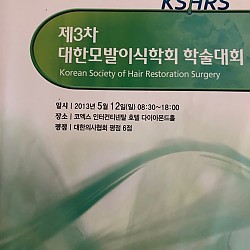 KSHRS
제3차
대한모발이식학회 학술대회
Korean Society of Hair Restoration Surgery
일시 | 2013년 5월 12일(일) 08:30~18:00
장소 | 코엑스 인터컨티넨탈 호텔 다이아몬드홀
평점 | 대한의사협회 평점 6점